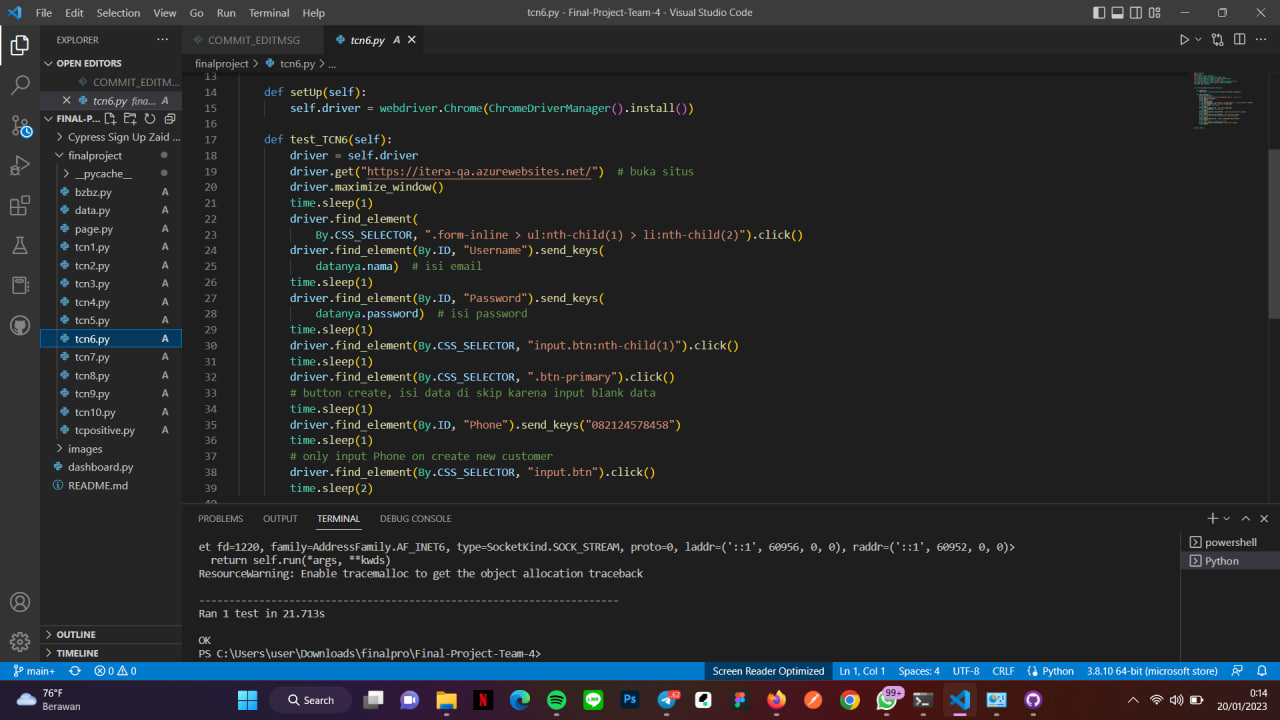 File Edit Selection View Go Run Terminal Help
tcn6.py - Final-Project-Team-4 - Visual Studio Code
EXPLORER
OPEN EDITORS
COMMIT_EDITM...
tcn6.py fina... A
FINAL-P...
Cypress Sign Up Zaid ...
finalproject
__pycache__
bzbz.py A
data.py A
page.py A
tcn1.py A
tcn2.py A
tcn3.py A
tcn4.py A
tcn5.py A
tcn6.py A
tcn7.py A
tcn8.py A
tcn9.py A
tcn10.py A
tcpositive.py A
images
dashboard.py
README.md
OUTLINE
TIMELINE
COMMIT_EDITMSG
tcn6.py A
finalproject > tcn6.py > ...
13
14 def setUp(self):
15 self.driver = webdriver.Chrome(ChromeDriverManager().install())
16
17 def test_TCN6(self):
18 driver = self.driver
19 driver.get("https://itera-qa.azurewebsites.net/") # buka situs
20 driver.maximize_window()
21 time.sleep(1)
22 driver.find_element(
23 By.CSS_SELECTOR, ".form-inline > ul:nth-child(1) > li:nth-child(2)").click()
24 driver.find_element(By.ID, "Username").send_keys(
25 datanya.nama) # isi email
26 time.sleep(1)
27 driver.find_element(By.ID, "Password").send_keys(
28 datanya.password) # isi password
29 time.sleep(1)
30 driver.find_element(By.CSS_SELECTOR, "input.btn:nth-child(1)").click()
31 time.sleep(1)
32 driver.find_element(By.CSS_SELECTOR, ".btn-primary").click()
33 # button create, isi data di skip karena input blank data
34 time.sleep(1)
35 driver.find_element(By.ID, "Phone").send_keys("082124578458")
36 time.sleep(1)
37 # only input Phone on create new customer
38 driver.find_element(By.CSS_SELECTOR, "input.btn").click()
39 time.sleep(2)
40
PROBLEMS OUTPUT TERMINAL DEBUG CONSOLE
et fd=1220, family=AddressFamily.AF_INET6, type=SocketKind.SOCK_STREAM, proto=0, laddr=('::1', 60956, 0, 0), raddr=('::1', 60952, 0, 0)>
return self.run(*args, **kwds)
ResourceWarning: Enable tracemalloc to get the object allocation traceback
----------------------------------------------------------------------
Ran 1 test in 21.713s
OK
PS C:\Users\user\Downloads\finalpro\Final-Project-Team-4>
powershell
Python
main+ 0 0 Screen Reader Optimized Ln 1, Col 1 Spaces: 4 UTF-8 CRLF Python 3.8.10 64-bit (microsoft store)
76°F
Berawan
Search
Ps
62
99+
0:14
20/01/2023